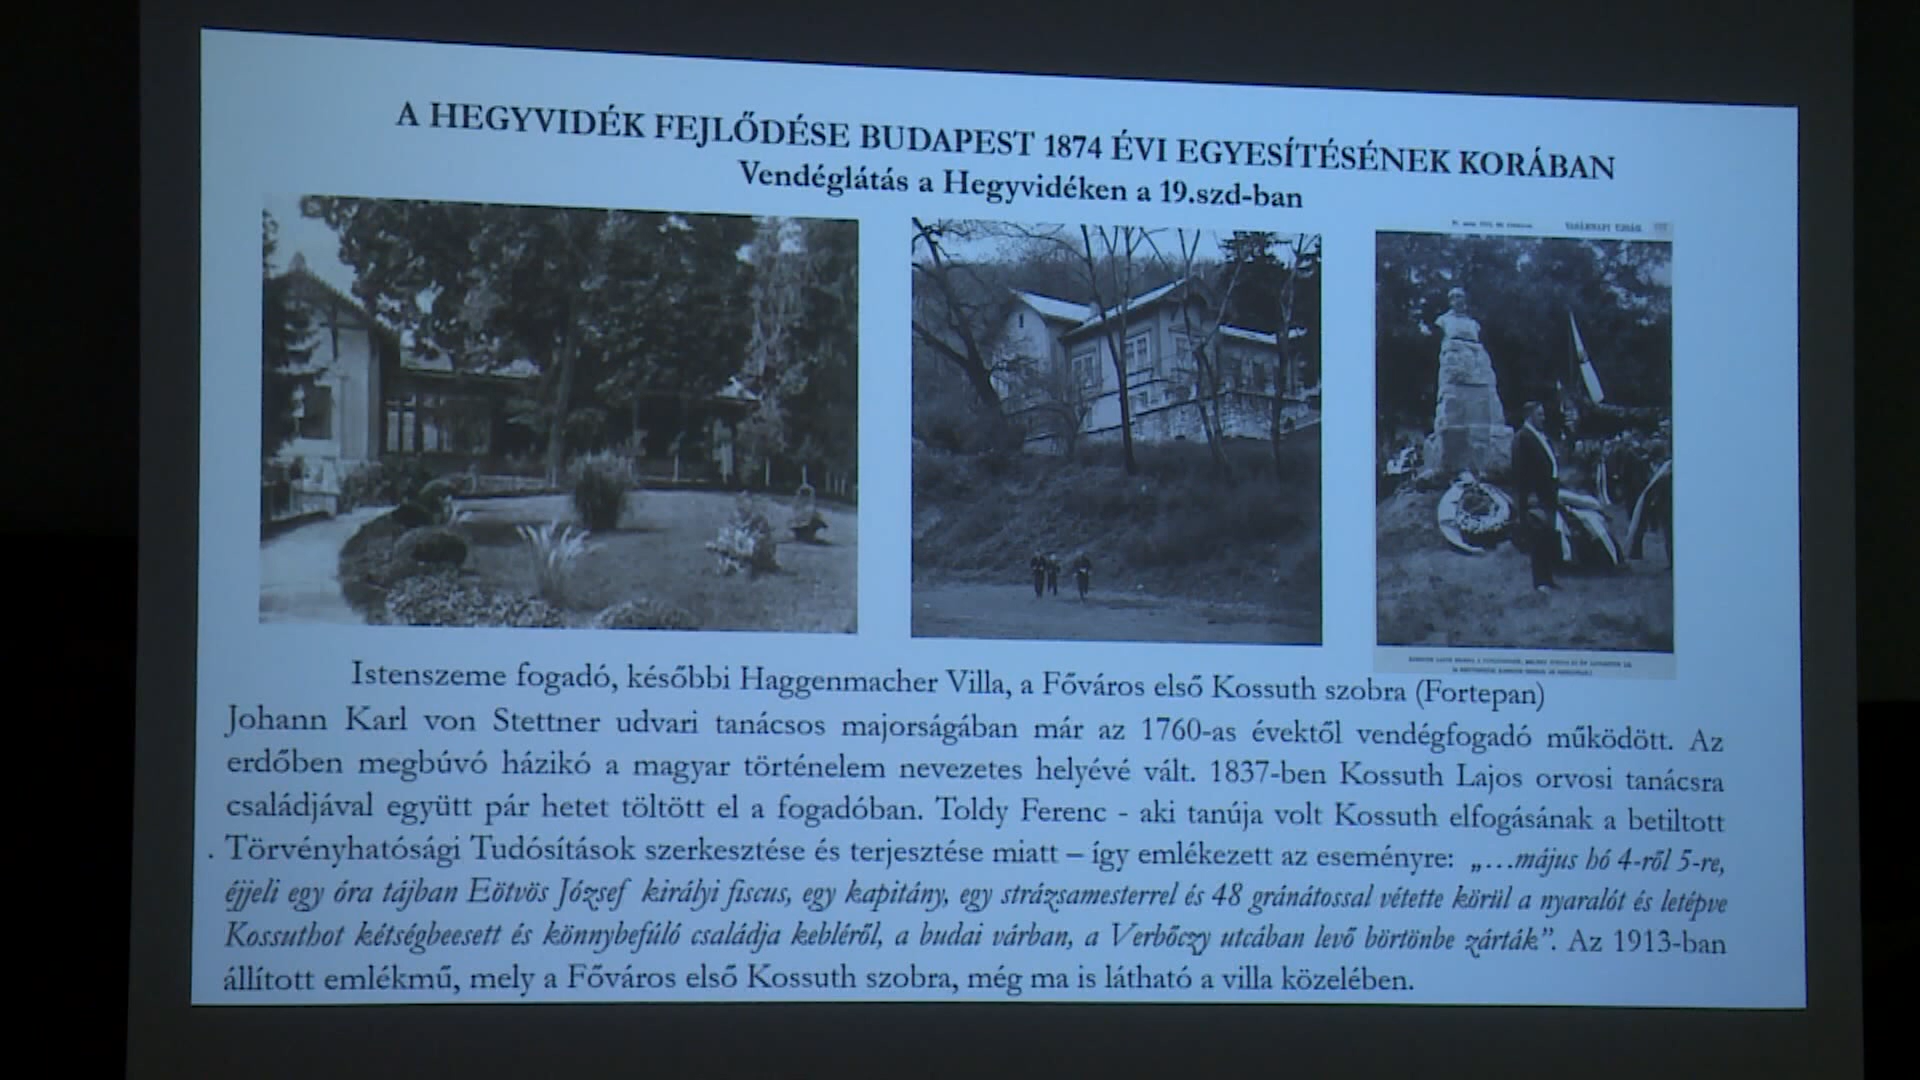 A HEGYVIDÉK FEJLŐDÉSE BUDAPEST 1874 ÉVI EGYESÍTÉSÉNEK KORÁBAN
Vendéglátás a Hegyvidéken a 19.szd-ban
VASÁRNAPI UJSÁG
Istenszeme fogadó, későbbi Haggenmacher Villa, a Főváros első Kossuth szobra (Fortepan)
Johann Karl von Stettner udvari tanácsos majorságában már az 1760-as évektől vendégfogadó működött. Az
erdőben megbúvó házikó a magyar történelem nevezetes helyévé vált. 1837-ben Kossuth Lajos orvosi tanácsra
családjával együtt pár hetet töltött el a fogadóban. Toldy Ferenc - aki tanúja volt Kossuth elfogásának a betiltott
. Törvényhatósági Tudósítások szerkesztése és terjesztése miatt – így emlékezett az eseményre: „…május hó 4-ről 5-re,
éjjeli egy óra tájban Eötvös József királyi fiscus, egy kapitány, egy strázsamesterrel és 48 gránátossal vétette körül a nyaralót és letépve
Kossuthot kétségbeesett és könnybefúló családja kebléről, a budai várban, a Verbőczy utcában levő börtönbe zárták”. Az 1913-ban
állított emlékmű, mely a Főváros első Kossuth szobra, még ma is látható a villa közelében.